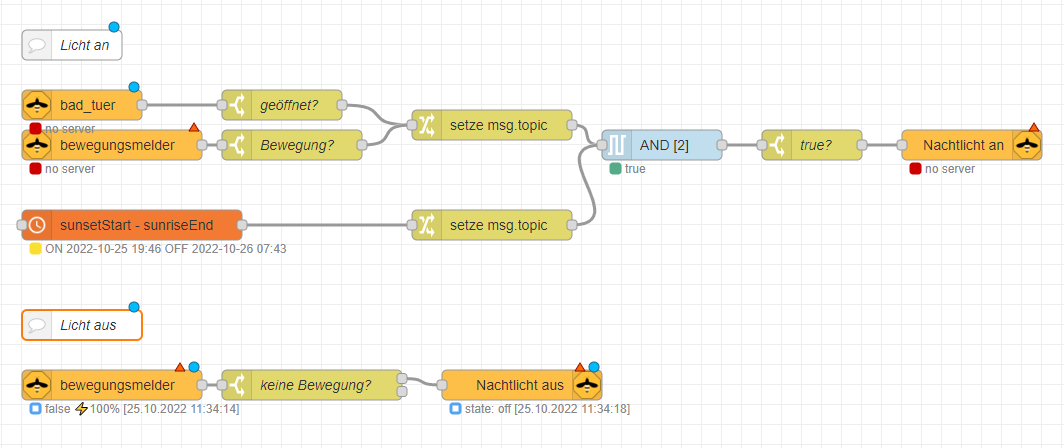 Licht an
bad_tuer
geöffnet?
no server
setze msg.topic
bewegungsmelder
Bewegung?
AND [2]
true?
Nachtlicht an
no server
true
no server
sunsetStart - sunriseEnd
setze msg.topic
ON 2022-10-25 19:46 OFF 2022-10-26 07:43
Licht aus
bewegungsmelder
keine Bewegung?
Nachtlicht aus
false ⚡100% [25.10.2022 11:34:14]
state: off [25.10.2022 11:34:18]